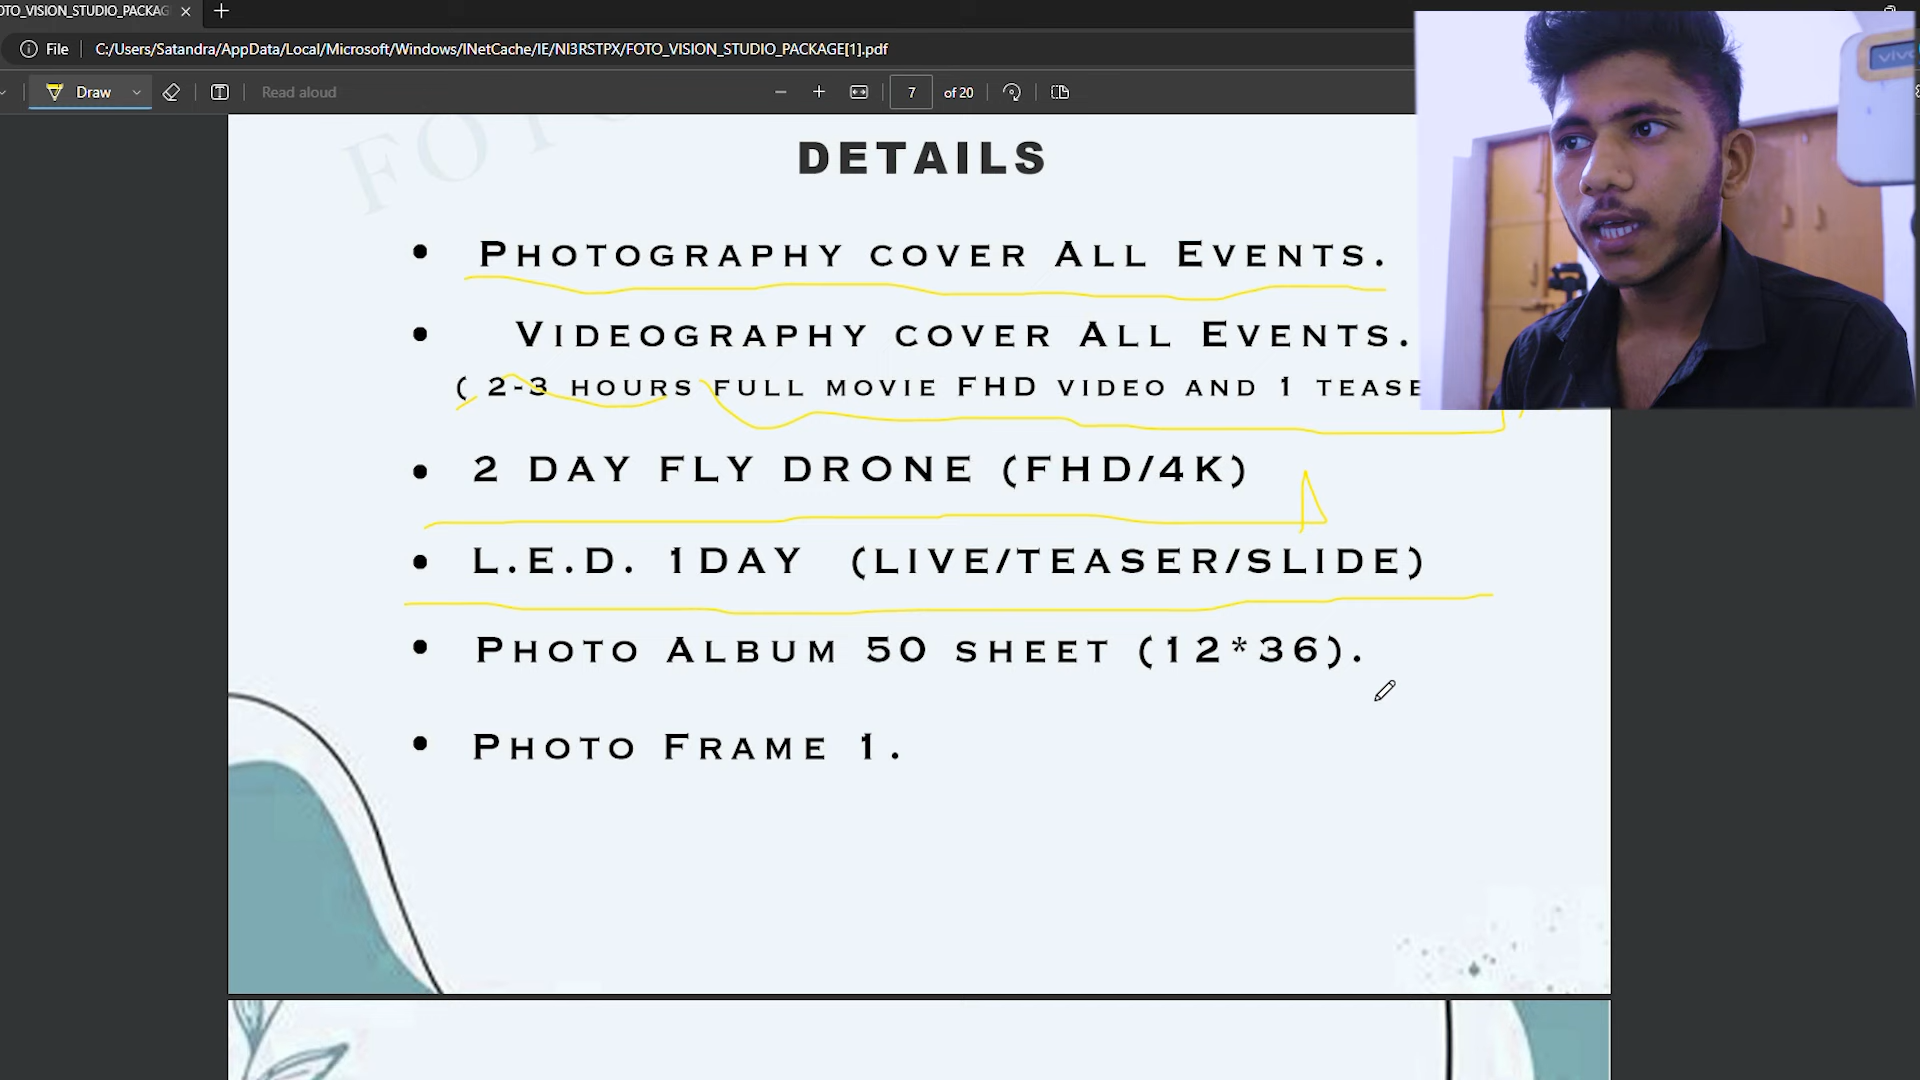 OTO_VISION_STUDIO_PACKAG
File C:/Users/Satandra/AppData/Local/Microsoft/Windows/INetCache/IE/NI3RSTPX/FOTO_VISION_STUDIO_PACKAGE[1].pdf
Draw Read aloud 7 of 20
vivo
FOTO
DETAILS
• PHOTOGRAPHY COVER ALL EVENTS.
• VIDEOGRAPHY COVER ALL EVENTS.
( 2-3 HOURS FULL MOVIE FHD VIDEO AND 1 TEASE
• 2 DAY FLY DRONE (FHD/4K)
• L.E.D. 1DAY (LIVE/TEASER/SLIDE)
• PHOTO ALBUM 50 SHEET (12*36).
• PHOTO FRAME 1.